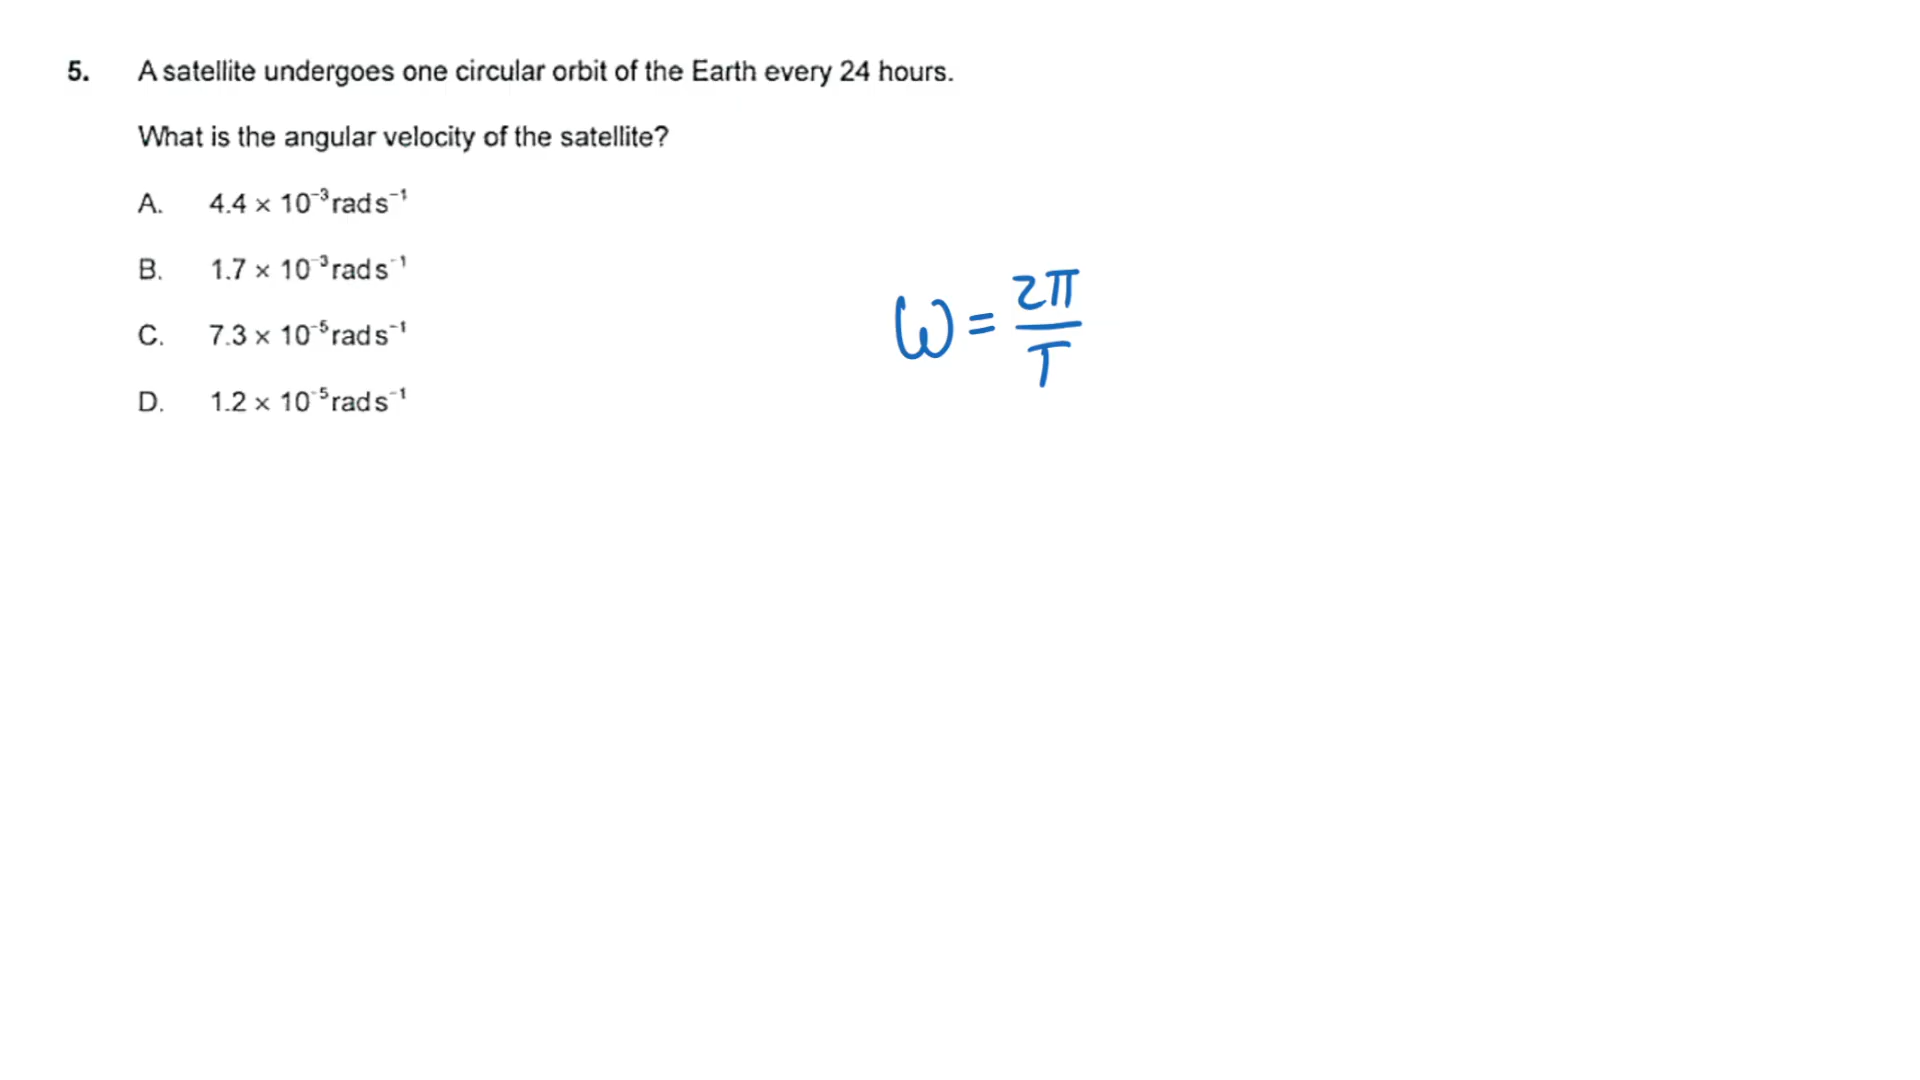 5. A satellite undergoes one circular orbit of the Earth every 24 hours.
What is the angular velocity of the satellite?
A. 4.4 × 10⁻³ rad s⁻¹
B. 1.7 × 10⁻³ rad s⁻¹
C. 7.3 × 10⁻⁵ rad s⁻¹
D. 1.2 × 10⁻⁵ rad s⁻¹
ω = 2π / T